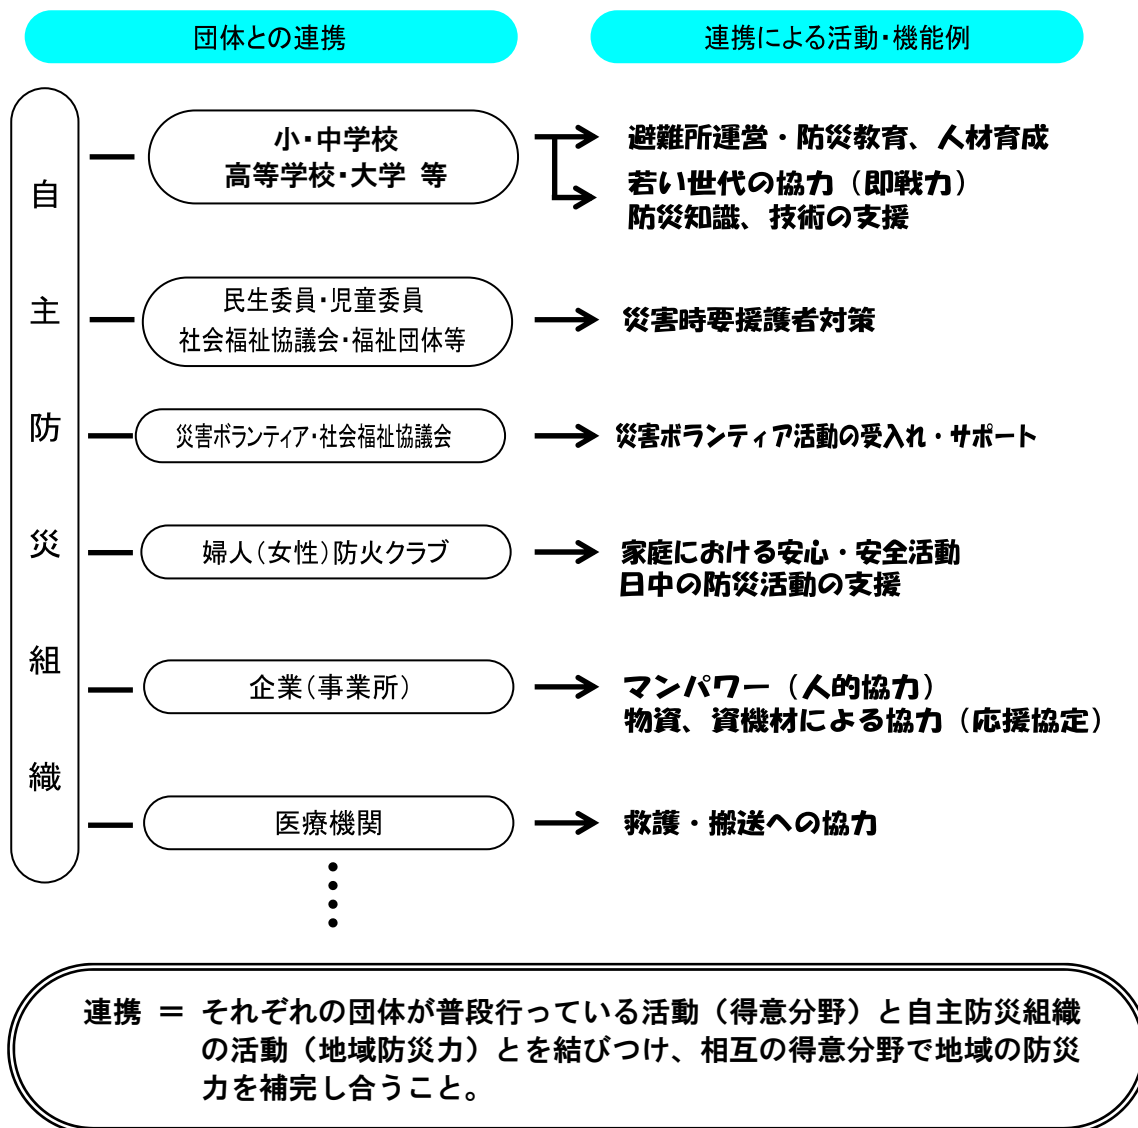 団体との連携
連携による活動・機能例
自主防災組織
小・中学校
高等学校・大学 等
避難所運営・防災教育、人材育成
若い世代の協力（即戦力）
防災知識、技術の支援
民生委員・児童委員
社会福祉協議会・福祉団体等
災害時要援護者対策
災害ボランティア・社会福祉協議会
災害ボランティア活動の受入れ・サポート
婦人（女性）防火クラブ
家庭における安心・安全活動
日中の防災活動の支援
企業（事業所）
マンパワー（人的協力）
物資、資機材による協力（応援協定）
医療機関
救護・搬送への協力
連携 ＝ それぞれの団体が普段行っている活動（得意分野）と自主防災組織
の活動（地域防災力）とを結びつけ、相互の得意分野で地域の防災
力を補完し合うこと。